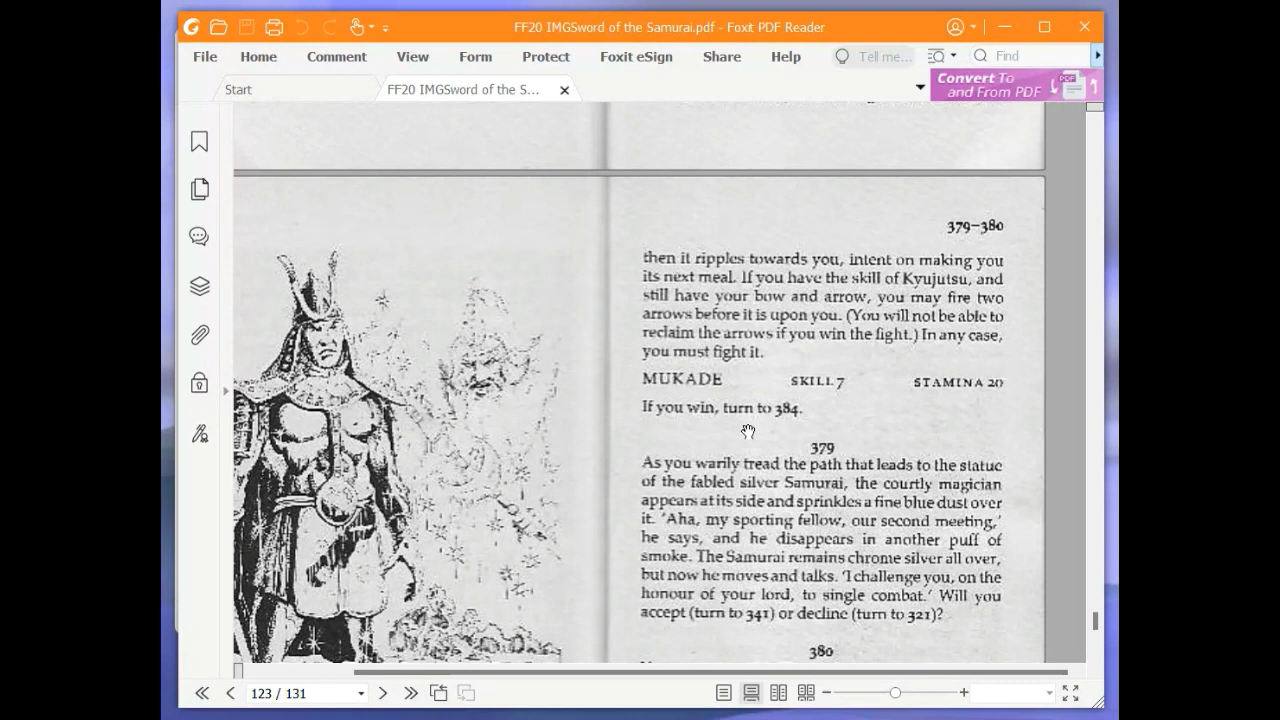 FF20 IMGSword of the Samurai.pdf - Foxit PDF Reader
File Home Comment View Form Protect Foxit eSign Share Help Tell me... Find
Start FF20 IMGSword of the S... Convert To
and From PDF
PDF
379–380
then it ripples towards you, intent on making you
its next meal. If you have the skill of Kyujutsu, and
still have your bow and arrow, you may fire two
arrows before it is upon you. (You will not be able to
reclaim the arrows if you win the fight.) In any case,
you must fight it.
MUKADE SKILL 7 STAMINA 20
If you win, turn to 384.
379
As you warily tread the path that leads to the statue
of the fabled silver Samurai, the courtly magician
appears at its side and sprinkles a fine blue dust over
it. 'Aha, my sporting fellow, our second meeting,'
he says, and he disappears in another puff of
smoke. The Samurai remains chrome silver all over,
but now he moves and talks. 'I challenge you, on the
honour of your lord, to single combat.' Will you
accept (turn to 341) or decline (turn to 321)?
380
123 / 131